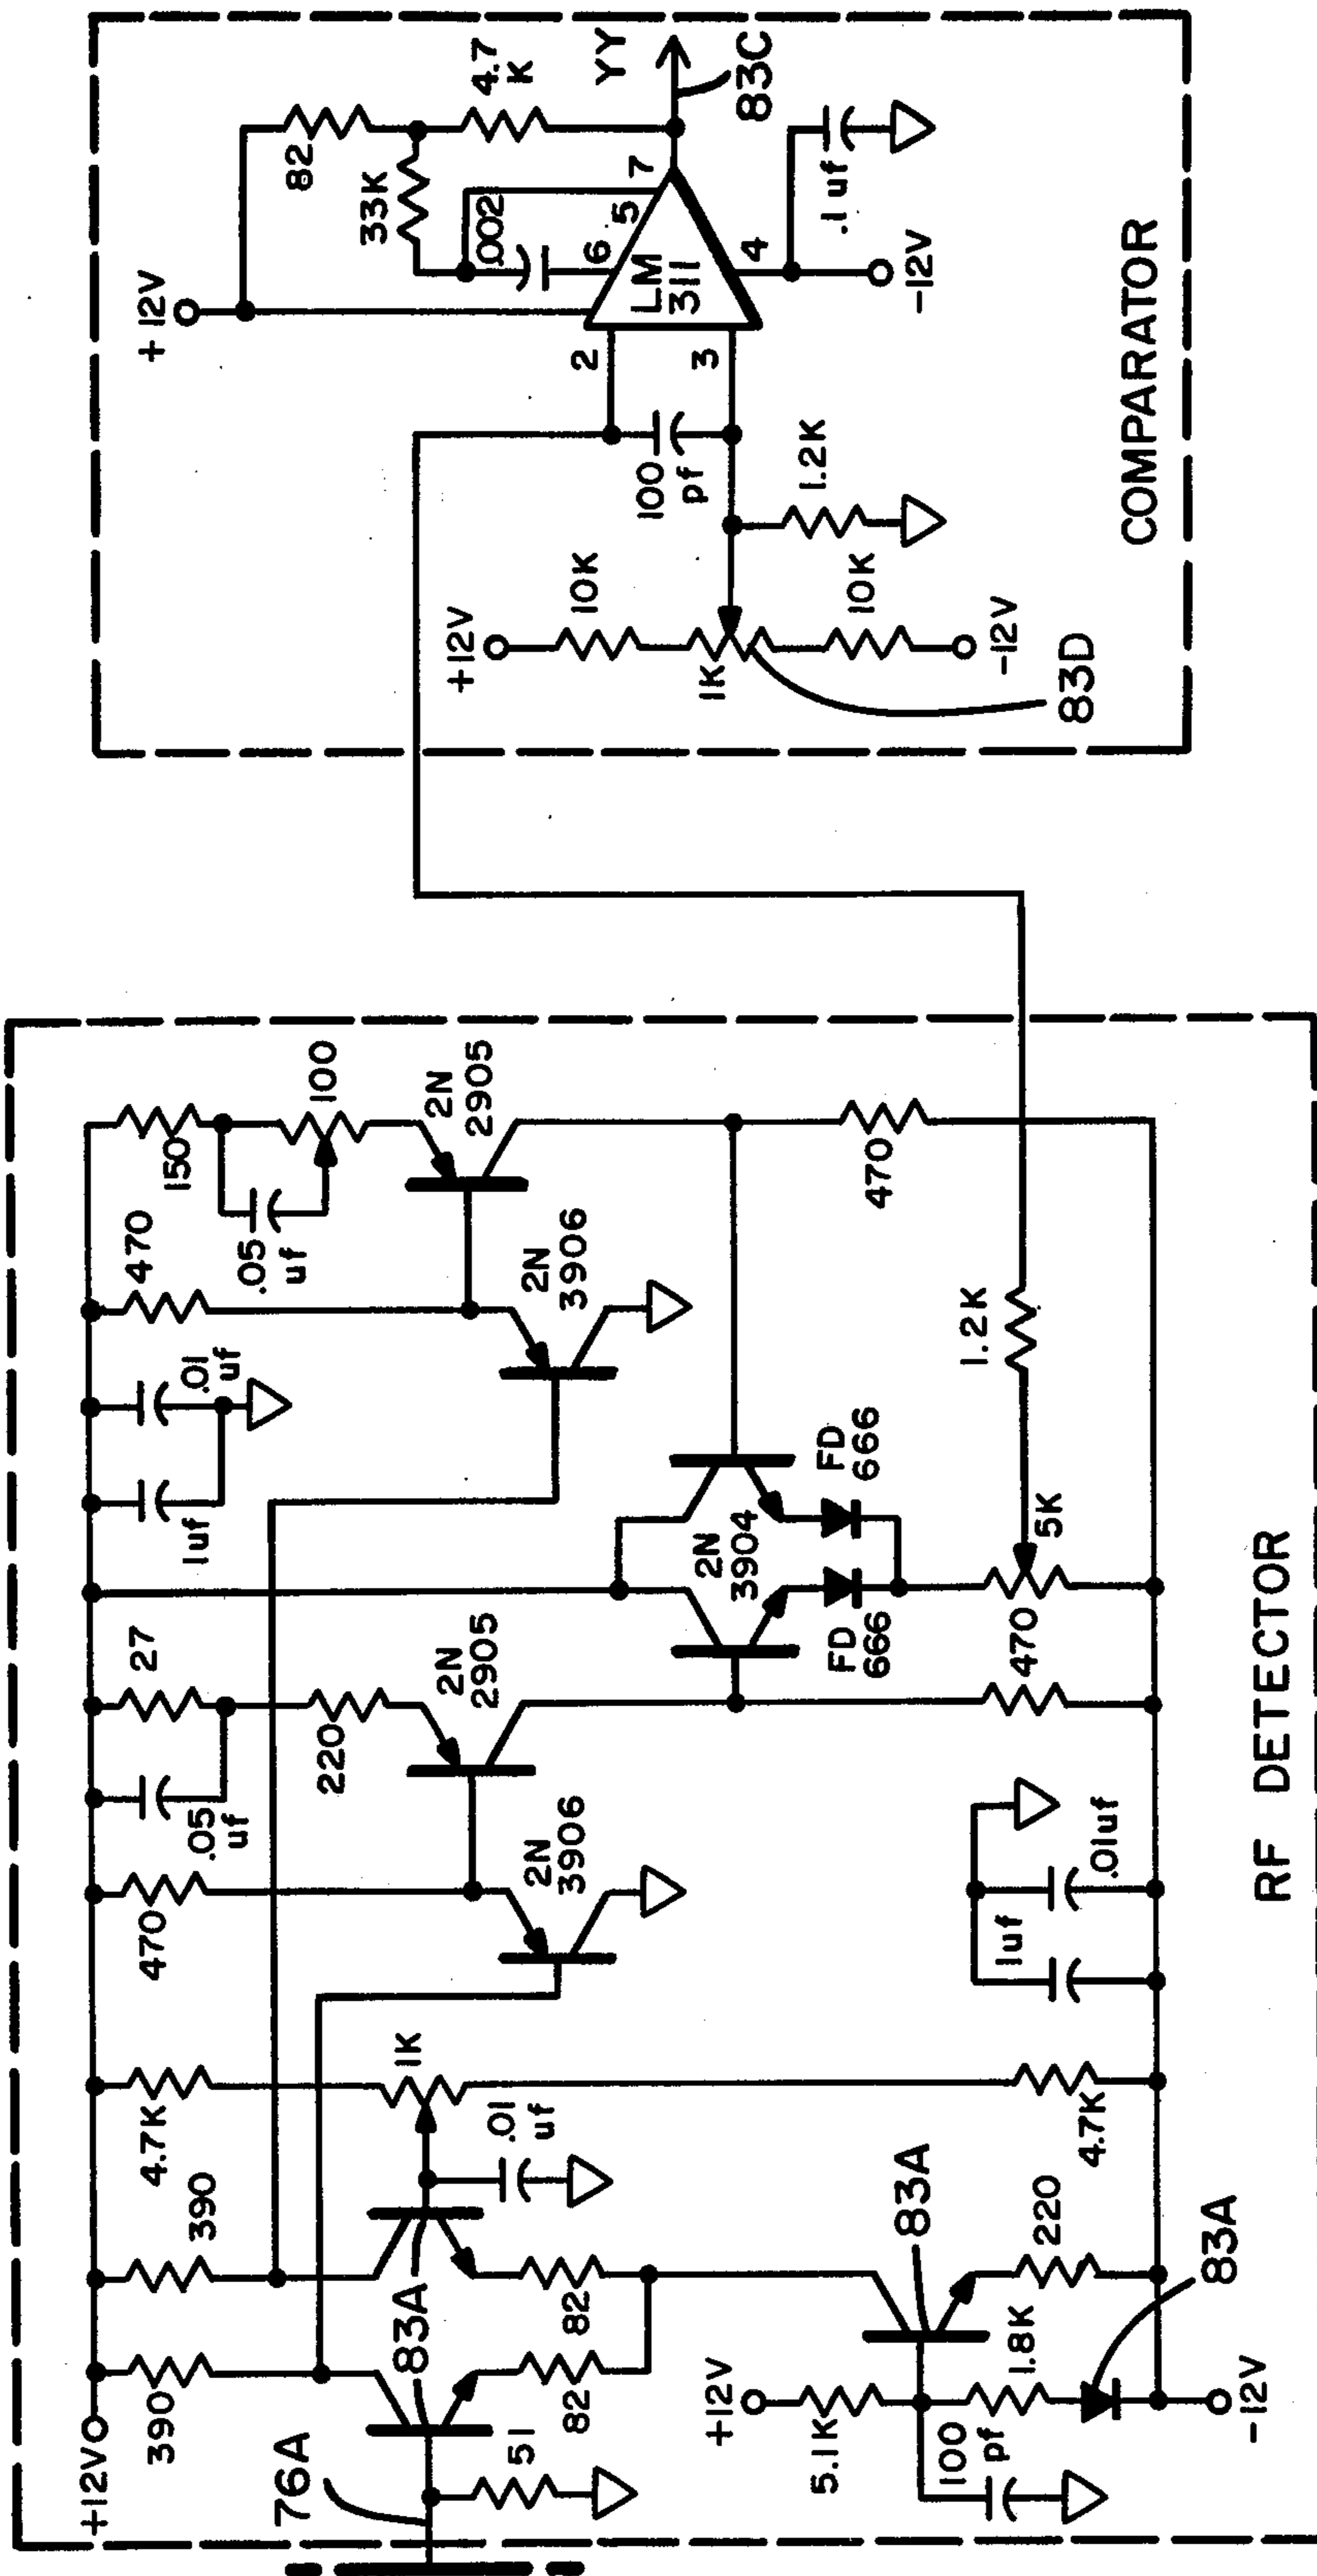 +12V
390
390
4.7K
470
.05
uf
27
1uf
.01
uf
470
150
.05
uf
100
220
2N
2905
2N
2905
2N
3906
2N
3906
76A
83A
1K
.01
uf
51
82
82
2N
3904
FD
666
FD
666
470
470
5K
1.2K
+12V
5.1K
100
pf
1.8K
83A
220
4.7K
1uf
.01uf
83A
-12V
RF DETECTOR
+12V
82
33K
4.7
K
.002
YY
83C
2
3
LM
311
6
5
7
4
100
pf
.1 uf
-12V
+12V
10K
1K
10K
1.2K
-12V
83D
COMPARATOR